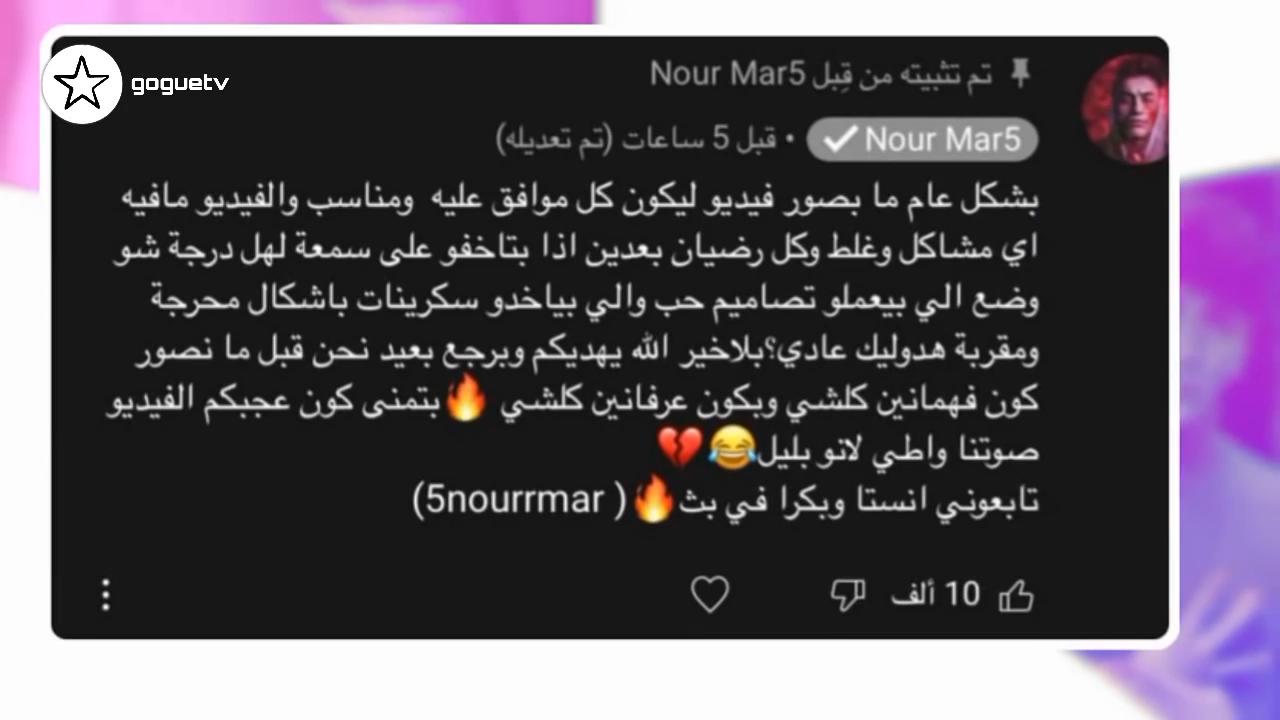 goguetv
تم تثبيته من قِبل Nour Mar5
Nour Mar5 • قبل 5 ساعات (تم تعديله)
بشكل عام ما بصور فيديو ليكون كل موافق عليه ومناسب والفيديو مافيه
اي مشاكل وغلط وكل رضيان بعدين اذا بتاخفو على سمعة لهل درجة شو
وضع الي بيعملو تصاميم حب والي بياخدو سكرينات باشكال محرجة
ومقربة هدوليك عادي؟بلاخير الله يهديكم وبرجع بعيد نحن قبل ما نصور
كون فهمانين كلشي وبكون عرفانين كلشي 🔥بتمنى كون عجبكم الفيديو
صوتنا واطي لانو بليل😂💔
تابعوني انستا وبكرا في بث🔥( 5nourrmar)
10 ألف